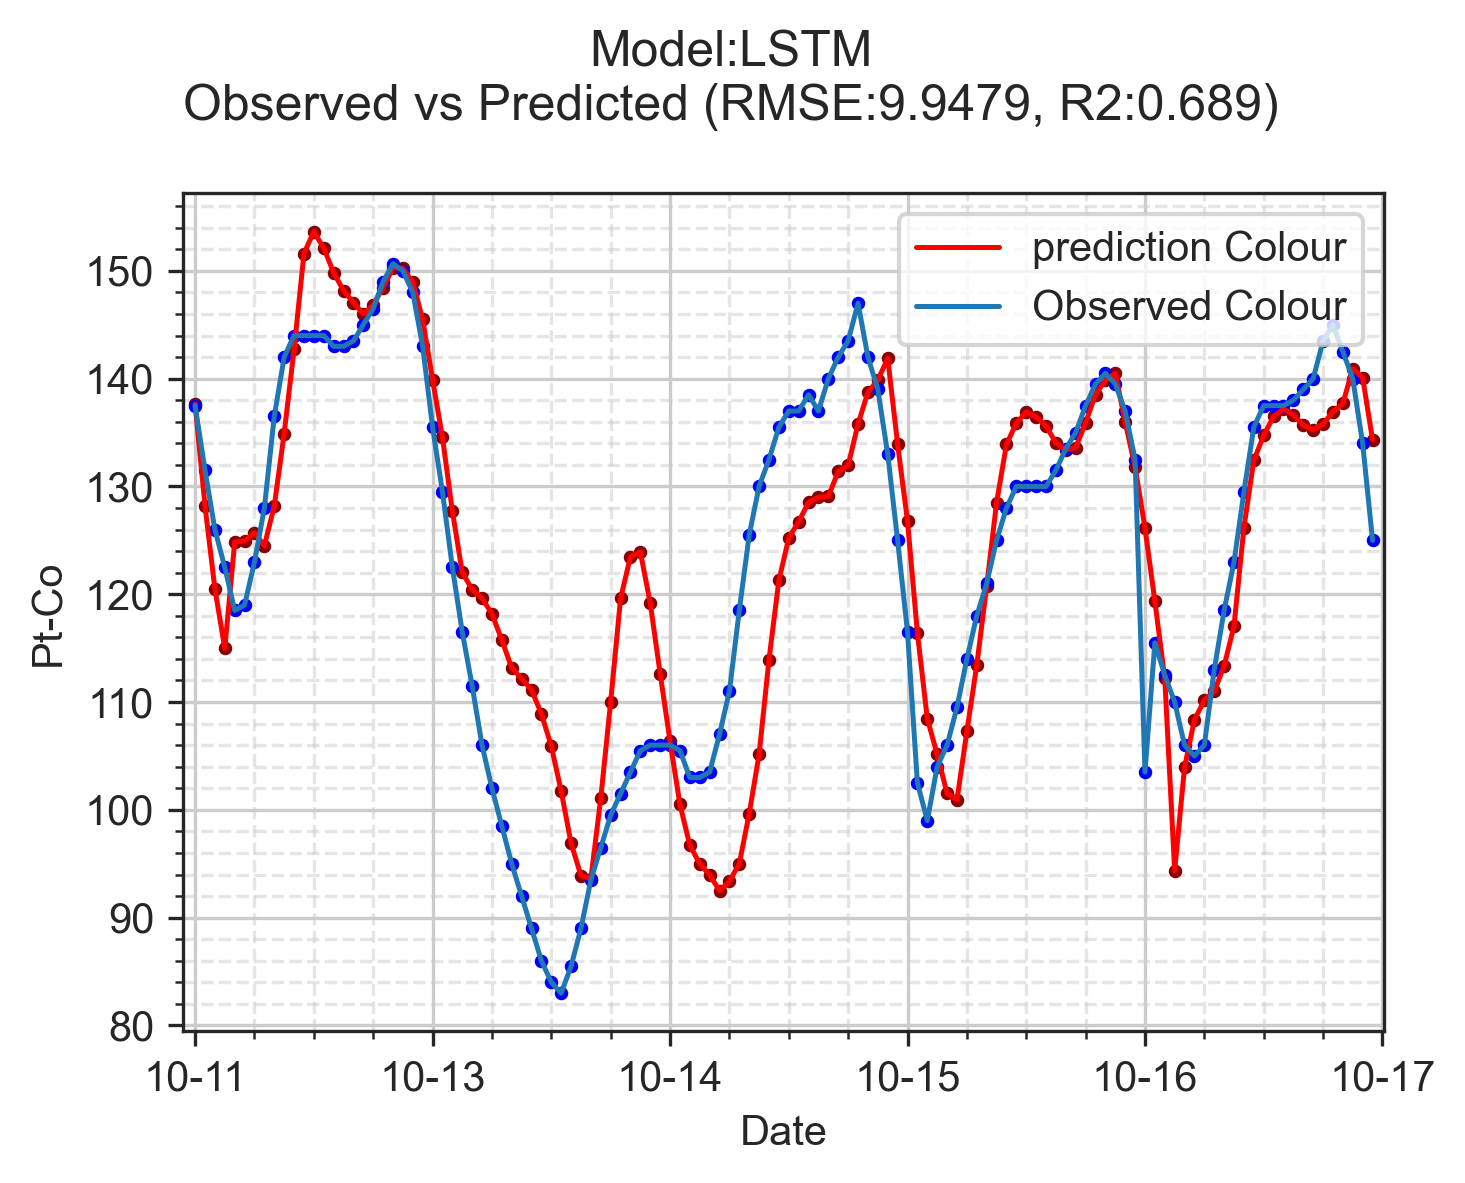 Model:LSTM
Observed vs Predicted (RMSE:9.9479, R2:0.689)
prediction Colour
Observed Colour
150
140
130
120
110
100
90
80
Pt-Co
10-11
10-13
10-14
10-15
10-16
10-17
Date